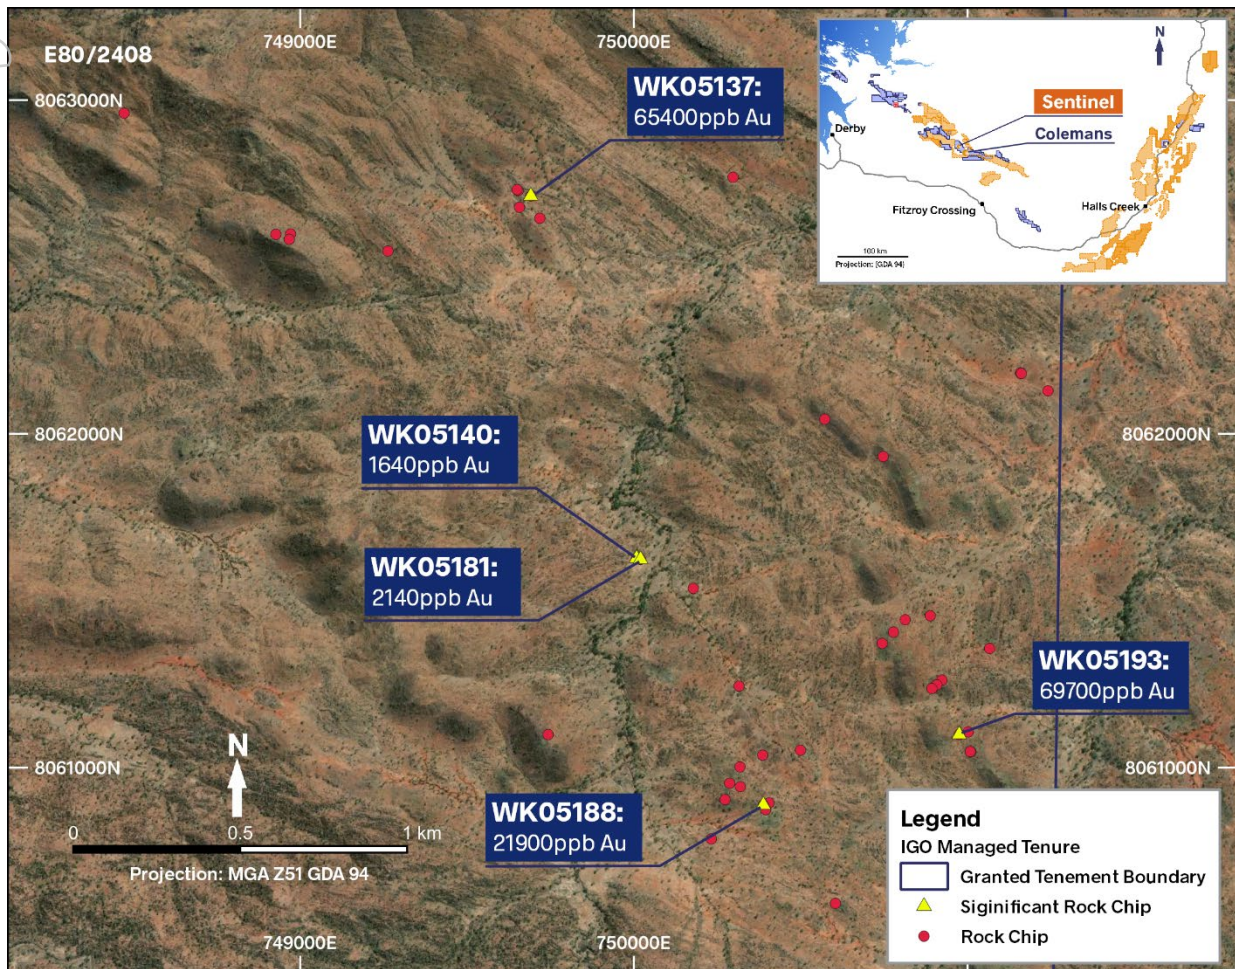 749000E
750000E
E80/2408
8063000N
WK05137:
65400ppb Au
N
Sentinel
Colemans
Derby
Fitzroy Crossing
Halls Creek
100 km
Projection: (GDA 94)
WK05140:
1640ppb Au
8062000N
8062000N
WK05181:
2140ppb Au
WK05193:
69700ppb Au
N
8061000N
8061000N
WK05188:
21900ppb Au
0
0.5
1 km
Projection: MGA Z51 GDA 94
Legend
IGO Managed Tenure
Granted Tenement Boundary
Siginificant Rock Chip
Rock Chip
749000E
750000E